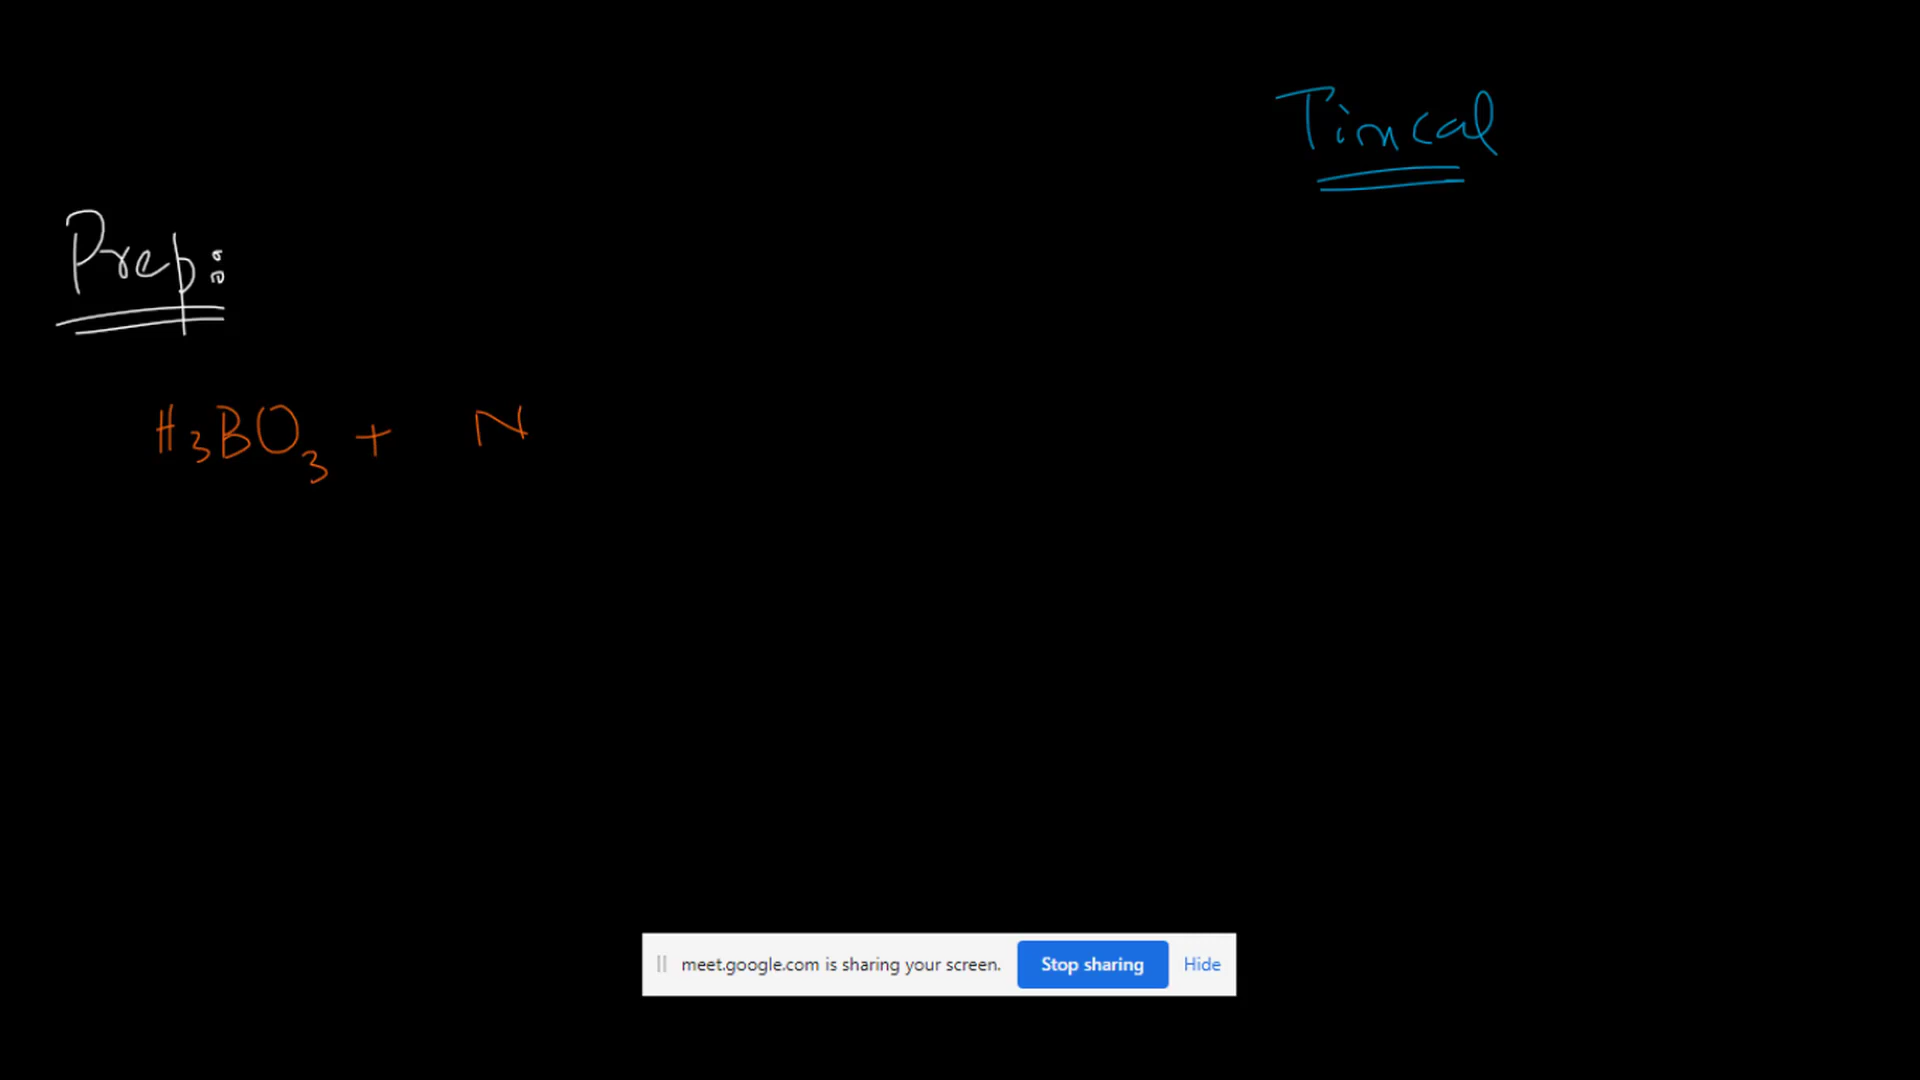 Tincal
Prep:
H₃BO₃ + N
meet.google.com is sharing your screen. Stop sharing Hide